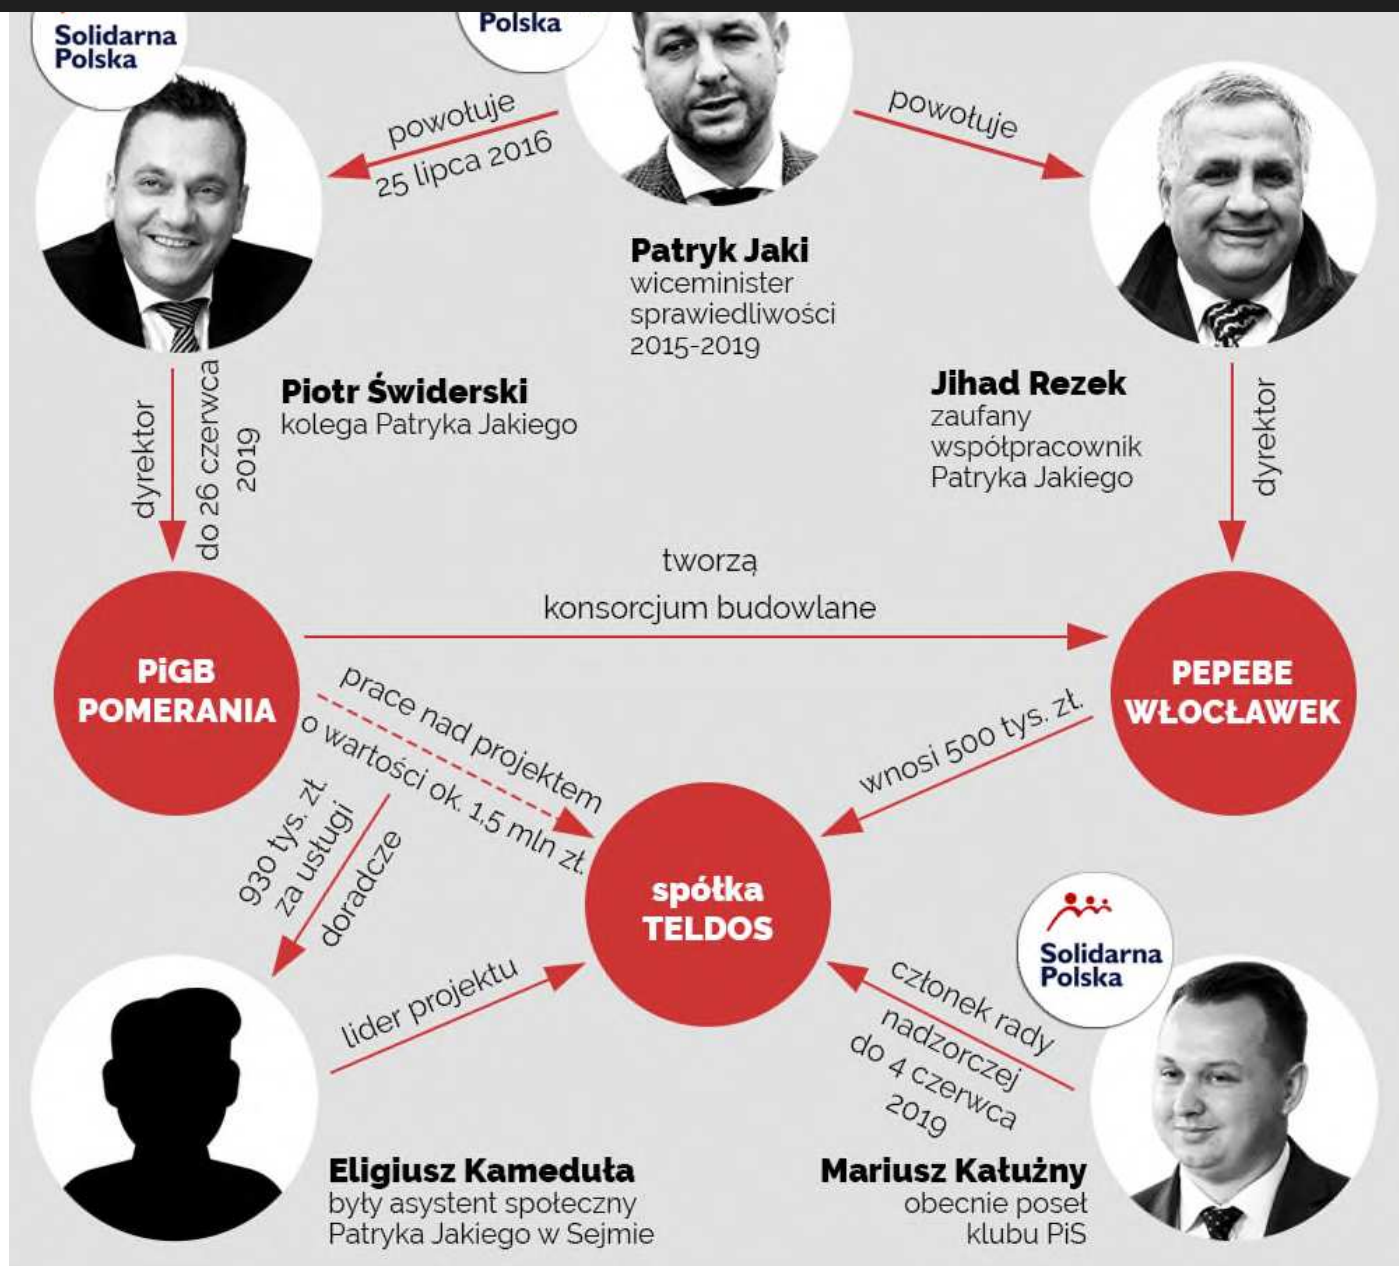 Solidarna
Polska
Polska
powołuje
25 lipca 2016
powołuje
Patryk Jaki
wiceminister
sprawiedliwości
2015-2019
Piotr Świderski
kolega Patryka Jakiego
Jihad Rezek
zaufany
współpracownik
Patryka Jakiego
dyrektor
do 26 czerwca
2019
dyrektor
tworzą
konsorcjum budowlane
PiGB
POMERANIA
PEPEBE
WŁOCŁAWEK
prace nad projektem
o wartości ok. 1,5 mln zł.
wnosi 500 tys. zł.
930 tys. zł.
za usługi
doradcze
spółka
TELDOS
Solidarna
Polska
lider projektu
członek rady
nadzorczej
do 4 czerwca
2019
Eligiusz Kameduła
były asystent społeczny
Patryka Jakiego w Sejmie
Mariusz Kałużny
obecnie poseł
klubu PiS